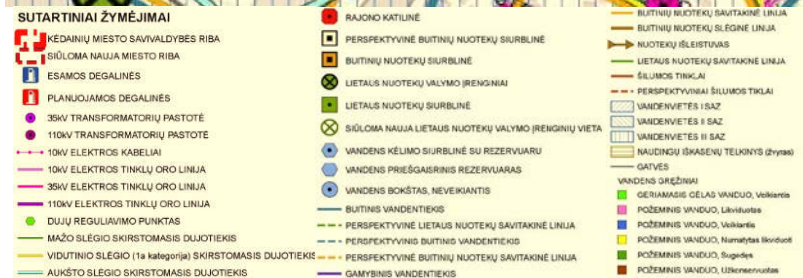 SUTARTINIAI ŽYMĖJIMAI
KĖDAINIŲ MIESTO SAVIVALDYBĖS RIBA
SIŪLOMA NAUJA MIESTO RIBA
ESAMOS DEGALINĖS
PLANUOJAMOS DEGALINĖS
35kV TRANSFORMATORIŲ PASTOTĖ
110kV TRANSFORMATORIŲ PASTOTĖ
10kV ELEKTROS KABELIAI
10kV ELEKTROS TINKLŲ ORO LINIJA
35kV ELEKTROS TINKLŲ ORO LINIJA
110kV ELEKTROS TINKLŲ ORO LINIJA
DUJŲ REGULIAVIMO PUNKTAS
MAŽO SLĖGIO SKIRSTOMASIS DUJOTIEKIS
VIDUTINIO SLĖGIO (1a kategorija) SKIRSTOMASIS DUJOTIEKIS
AUKŠTO SLĖGIO SKIRSTOMASIS DUJOTIEKIS
RAJONO KATILINĖ
PERSPEKTYVINĖ BUITINIŲ NUOTEKŲ SIURBLINĖ
BUITINIŲ NUOTEKŲ SIURBLINĖ
LIETAUS NUOTEKŲ VALYMO ĮRENGINIAI
LIETAUS NUOTEKŲ SIURBLINĖ
SIŪLOMA NAUJA LIETAUS NUOTEKŲ VALYMO ĮRENGINIŲ VIETA
VANDENS KĖLIMO SIURBLINĖ SU REZERVUARU
VANDENS PRIEŠGAISRINIS REZERVUARAS
VANDENS BOKŠTAS, NEVEIKIANTIS
BUITINIS VANDENTIEKIS
PERSPEKTYVINĖ LIETAUS NUOTEKŲ SAVITAKINĖ LINIJA
PERSPEKTYVINIS BUITINIS VANDENTIEKIS
PERSPEKTYVINĖ BUITINIŲ NUOTEKŲ SAVITAKINĖ LINIJA
GAMYBINIS VANDENTIEKIS
BUITINIŲ NUOTEKŲ SAVITAKINĖ LINIJA
BUITINIŲ NUOTEKŲ SLĖGINĖ LINIJA
NUOTEKŲ IŠLEISTUVAS
LIETAUS NUOTEKŲ SAVITAKINĖ LINIJA
ŠILUMOS TINKLAI
PERSPEKTYVINIAI ŠILUMOS TIKLAI
VANDENVIETĖS I SAZ
VANDENVIETĖS II SAZ
VANDENVIETĖS III SAZ
NAUDINGŲ IŠKASENŲ TELKINYS (žvyras)
GATVĖS
VANDENS GRĘŽINIAI
GERIAMASIS GĖLAS VANDUO, Veikiantis
POŽEMINIS VANDUO, Likviduotas
POŽEMINIS VANDUO, Veikiantis
POŽEMINIS VANDUO, Numatytas likviduoti
POŽEMINIS VANDUO, Sugedęs
POŽEMINIS VANDUO, Užkonservuotas